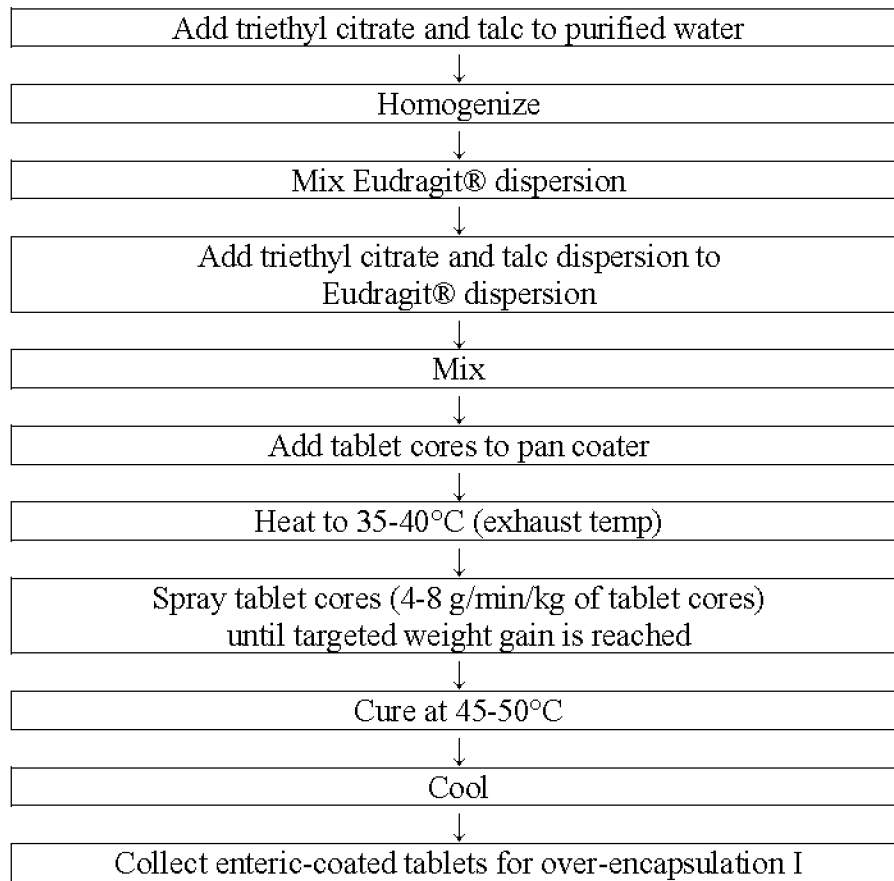 Add triethyl citrate and talc to purified water
↓
Homogenize
↓
Mix Eudragit® dispersion
↓
Add triethyl citrate and talc dispersion to
Eudragit® dispersion
↓
Mix
↓
Add tablet cores to pan coater
↓
Heat to 35-40°C (exhaust temp)
↓
Spray tablet cores (4-8 g/min/kg of tablet cores)
until targeted weight gain is reached
↓
Cure at 45-50°C
↓
Cool
↓
Collect enteric-coated tablets for over-encapsulation I